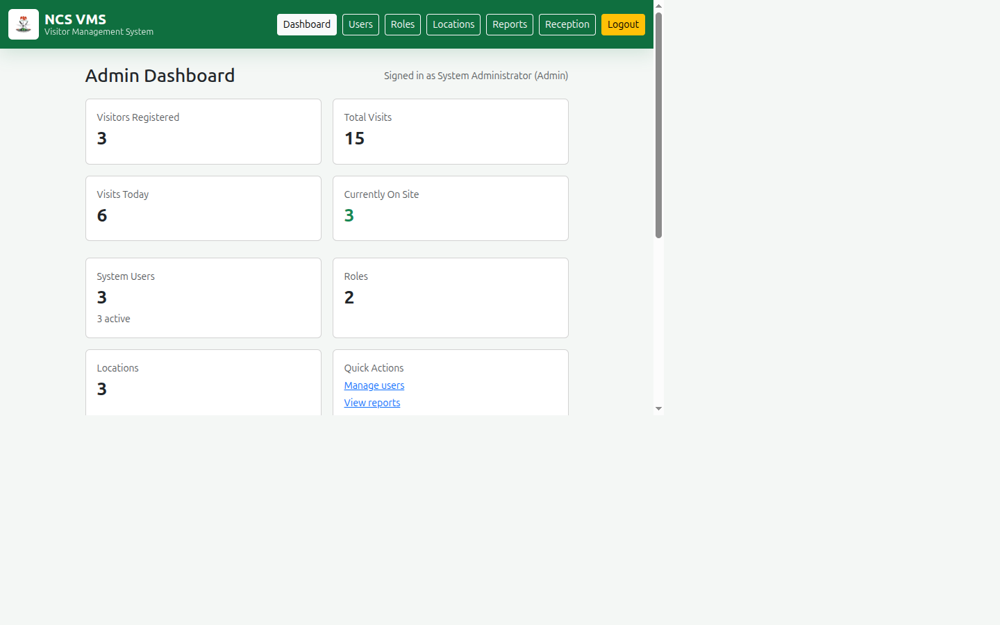 NCS VMS
Visitor Management System
Dashboard Users Roles Locations Reports Reception Logout
Admin Dashboard
Signed in as System Administrator (Admin)
Visitors Registered
3
Total Visits
15
Visits Today
6
Currently On Site
3
System Users
3
3 active
Roles
2
Locations
3
Quick Actions
Manage users
View reports